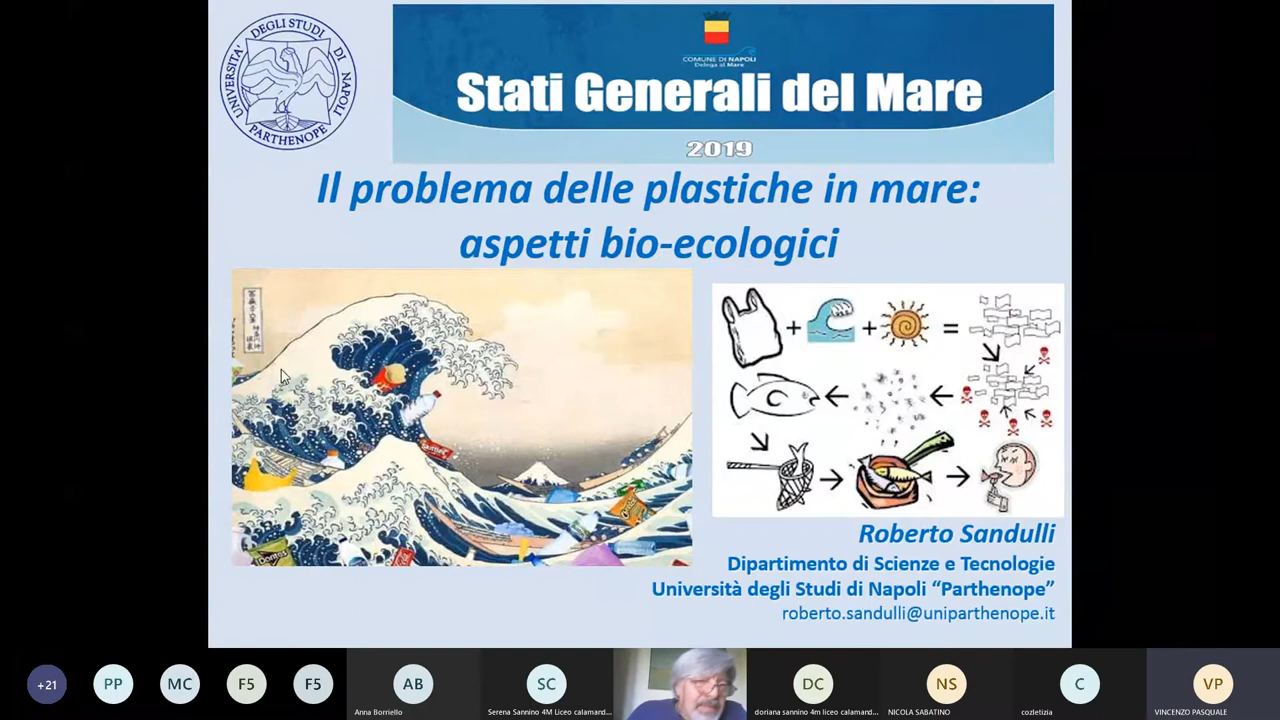 UNIVERSITA' DEGLI STUDI DI NAPOLI
PARTHENOPE
COMUNE DI NAPOLI
Delega al Mare
Stati Generali del Mare
2019
Il problema delle plastiche in mare:
aspetti bio-ecologici
Doritos
Roberto Sandulli
Dipartimento di Scienze e Tecnologie
Università degli Studi di Napoli “Parthenope”
roberto.sandulli@uniparthenope.it
+21
PP
MC
F5
F5
AB
SC
DC
NS
C
VP
Anna Borriello
Serena Sannino 4M Liceo calamand...
doriana sannino 4m liceo calamand...
NICOLA SABATINO
cozletizia
VINCENZO PASQUALE